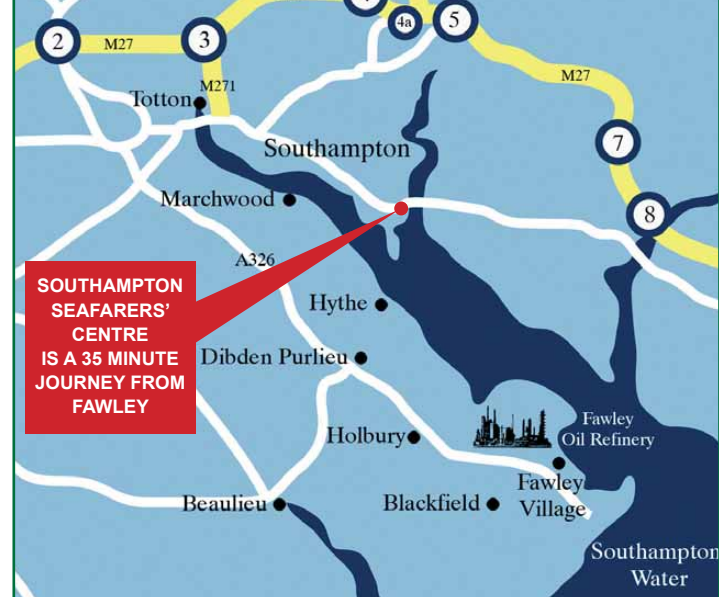 4
4a
5
2
M27
3
M27
M271
Totton
7
Southampton
Marchwood
8
A326
SOUTHAMPTON
SEAFARERS’
CENTRE
IS A 35 MINUTE
JOURNEY FROM
FAWLEY
Hythe
Dibden Purlieu
Holbury
Fawley
Oil Refinery
Fawley
Village
Beaulieu
Blackfield
Southampton
Water